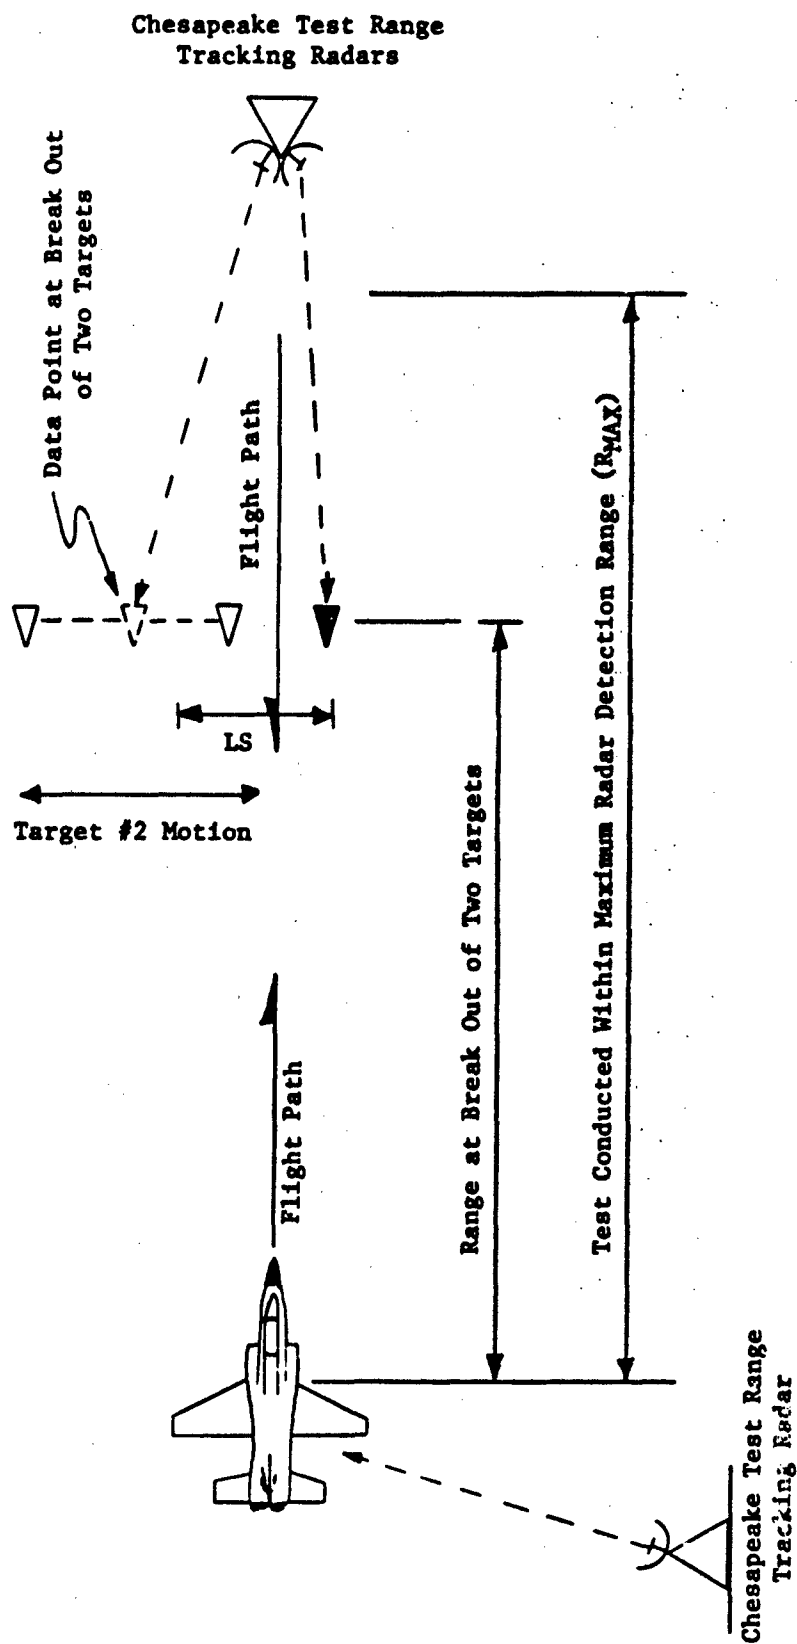 Chesapeake Test Range
Tracking Radars
Data Point at Break Out
of Two Targets
Flight Path
LS
Target #2 Motion
Range at Break Out of Two Targets
Test Conducted Within Maximum Radar Detection Range (RMAX)
Flight Path
Chesapeake Test Range
Tracking Radar